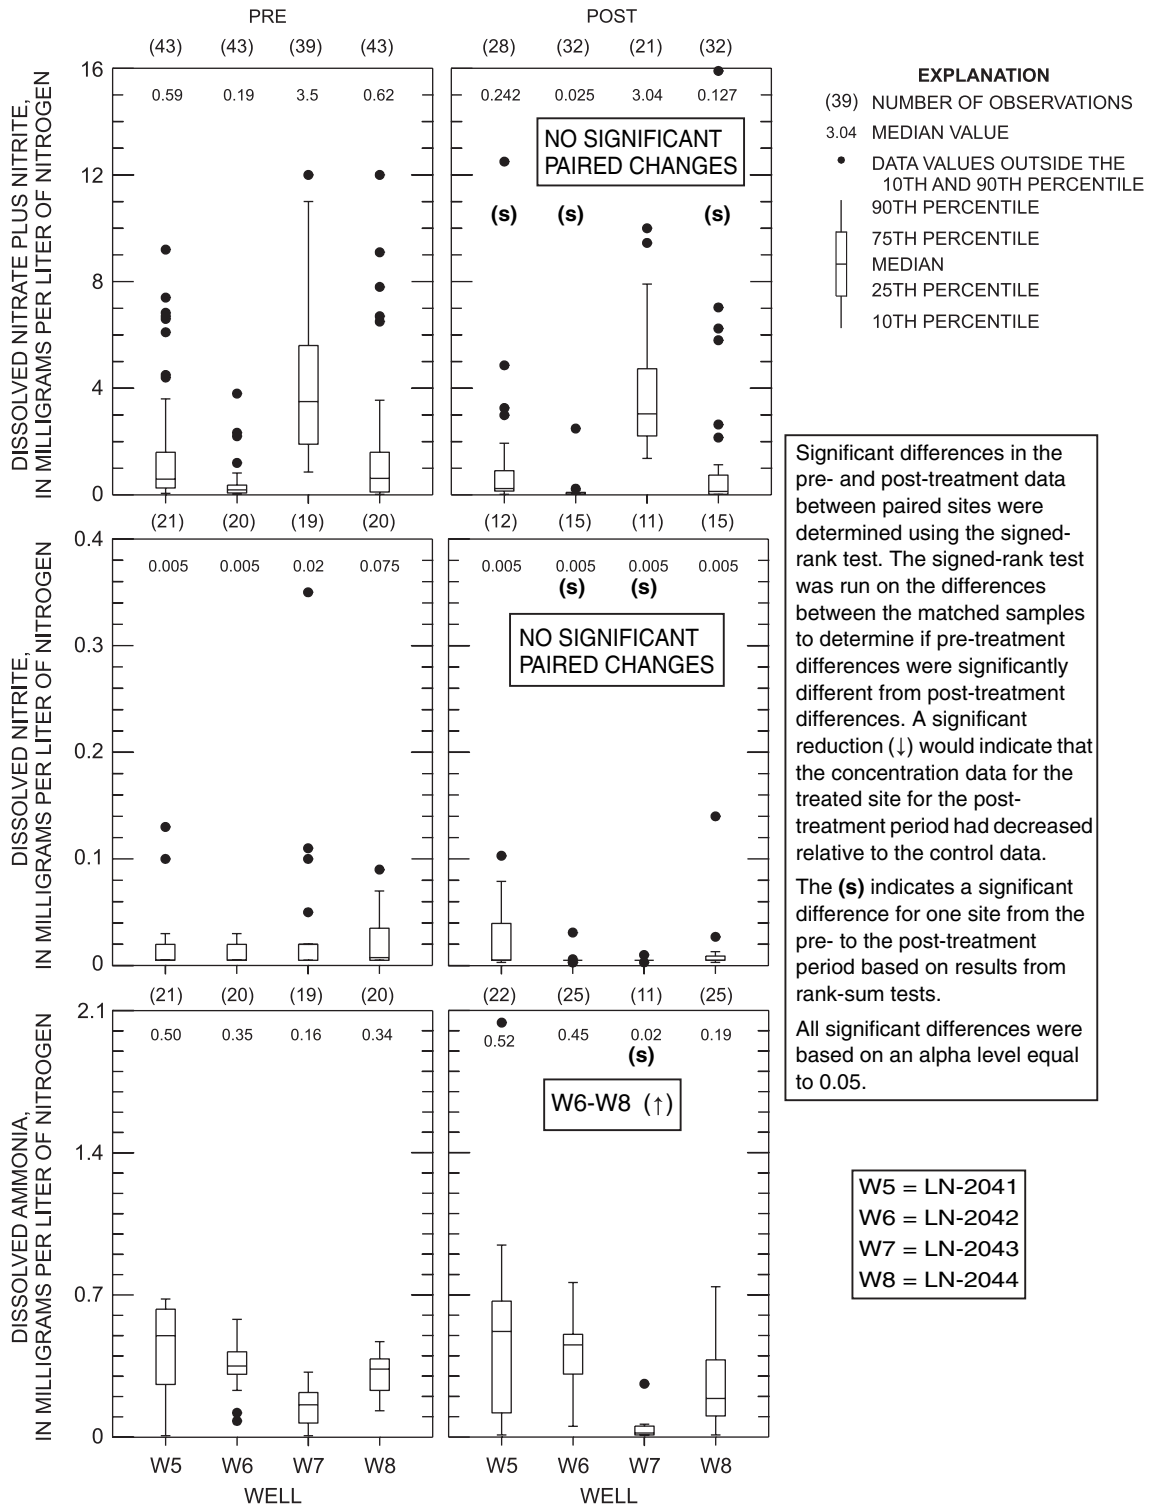 PRE POST
(43) (43) (39) (43) (28) (32) (21) (32)
16
0.59 0.19 3.5 0.62 0.242 0.025 3.04 0.127
NO SIGNIFICANT
PAIRED CHANGES
(s) (s) (s)
12
8
4
0
DISSOLVED NITRATE PLUS NITRITE,
IN MILLIGRAMS PER LITER OF NITROGEN
(21) (20) (19) (20) (12) (15) (11) (15)
0.4
0.005 0.005 0.02 0.075 0.005 0.005 0.005 0.005
(s) (s)
NO SIGNIFICANT
PAIRED CHANGES
0.3
0.2
0.1
0
DISSOLVED NITRITE,
IN MILLIGRAMS PER LITER OF NITROGEN
(21) (20) (19) (20) (22) (25) (11) (25)
2.1
0.50 0.35 0.16 0.34 0.52 0.45 0.02 0.19
(s)
W6-W8 (↑)
1.4
0.7
0
DISSOLVED AMMONIA,
IN MILLIGRAMS PER LITER OF NITROGEN
W5 W6 W7 W8 W5 W6 W7 W8
WELL WELL
EXPLANATION
(39) NUMBER OF OBSERVATIONS
3.04 MEDIAN VALUE
DATA VALUES OUTSIDE THE
10TH AND 90TH PERCENTILE
90TH PERCENTILE
75TH PERCENTILE
MEDIAN
25TH PERCENTILE
10TH PERCENTILE
Significant differences in the
pre- and post-treatment data
between paired sites were
determined using the signed-
rank test. The signed-rank test
was run on the differences
between the matched samples
to determine if pre-treatment
differences were significantly
different from post-treatment
differences. A significant
reduction (↓) would indicate that
the concentration data for the
treated site for the post-
treatment period had decreased
relative to the control data.
The (s) indicates a significant
difference for one site from the
pre- to the post-treatment
period based on results from
rank-sum tests.
All significant differences were
based on an alpha level equal
to 0.05.
W5 = LN-2041
W6 = LN-2042
W7 = LN-2043
W8 = LN-2044